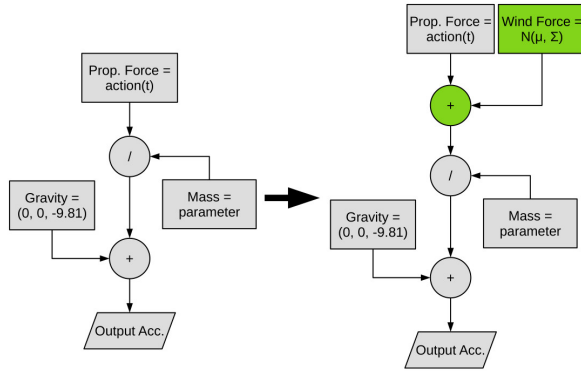 Prop. Force =
action(t)
/
Gravity =
(0, 0, -9.81)
Mass =
parameter
+
Output Acc.
Prop. Force =
action(t)
Wind Force =
N(μ, Σ)
+
/
Gravity =
(0, 0, -9.81)
Mass =
parameter
+
Output Acc.